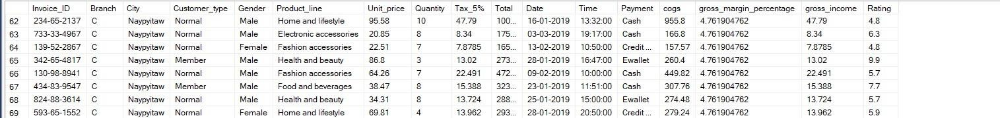 Invoice_ID Branch City Customer_type Gender Product_line Unit_price Quantity Tax_5% Total Date Time Payment cogs gross_margin_percentage gross_income Rating
62 234-65-2137 C Naypyitaw Normal Male Home and lifestyle 95.58 10 47.79 100... 16-01-2019 13:32:00 Cash 955.8 4.761904762 47.79 4.8
63 733-33-4967 C Naypyitaw Normal Male Electronic accessories 20.85 8 8.34 175... 03-03-2019 19:17:00 Cash 166.8 4.761904762 8.34 6.3
64 139-52-2867 C Naypyitaw Normal Female Fashion accessories 22.51 7 7.8785 165... 13-02-2019 10:50:00 Credit ... 157.57 4.761904762 7.8785 4.8
65 342-65-4817 C Naypyitaw Member Male Health and beauty 86.8 3 13.02 273... 28-01-2019 16:47:00 Ewallet 260.4 4.761904762 13.02 9.9
66 130-98-8941 C Naypyitaw Normal Male Fashion accessories 64.26 7 22.491 472... 09-02-2019 10:00:00 Cash 449.82 4.761904762 22.491 5.7
67 434-83-9547 C Naypyitaw Member Male Food and beverages 38.47 8 15.388 323... 23-01-2019 11:51:00 Cash 307.76 4.761904762 15.388 7.7
68 824-88-3614 C Naypyitaw Normal Male Health and beauty 34.31 8 13.724 288... 25-01-2019 15:00:00 Ewallet 274.48 4.761904762 13.724 5.7
69 593-65-1552 C Naypyitaw Normal Female Home and lifestyle 69.81 4 13.962 293... 28-01-2019 20:50:00 Credit ... 279.24 4.761904762 13.962 5.9